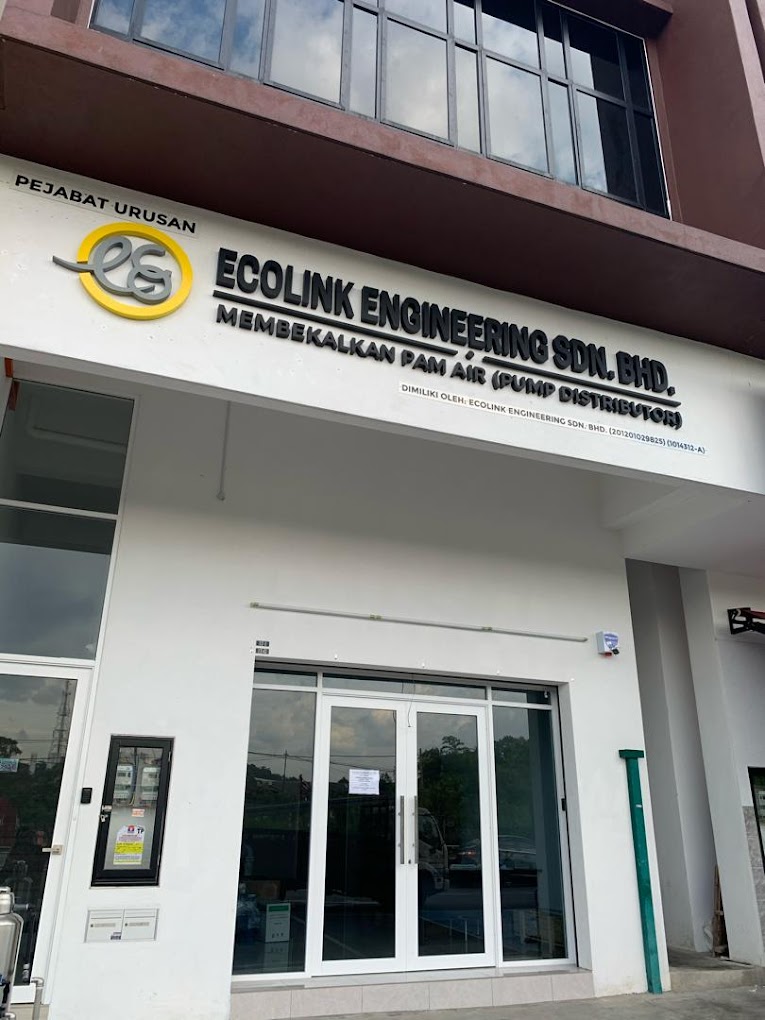 PEJABAT URUSAN
ECOLINK ENGINEERING SDN. BHD.
MEMBEKALKAN PAM AIR (PUMP DISTRIBUTOR)
DIMILIKI OLEH: ECOLINK ENGINEERING SDN. BHD. (201201029825) (1014312-A)